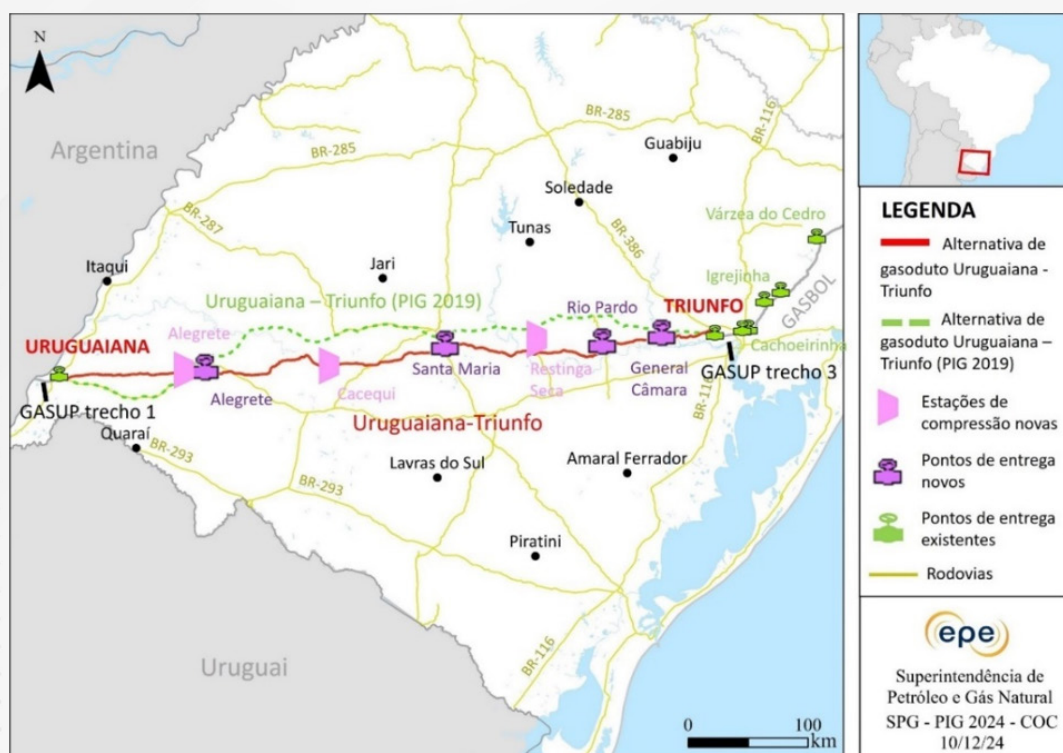 N
Argentina
BR-285
BR-285
BR-116
Guabiju
Soledade
BR-287
BR-386
Várzea do Cedro
Tunas
Itaqui
Jari
Igrejinha
Uruguaiana – Triunfo (PIG 2019)
Rio Pardo
TRIUNFO
GASBOL
Alegrete
URUGUAIANA
Cachoeirinha
Santa Maria
Restinga
Seca
General
Câmara
GASUP trecho 3
Alegrete
Cacequi
BR-116
GASUP trecho 1
Uruguaiana-Triunfo
Quaraí
BR-293
Lavras do Sul
Amaral Ferrador
BR-293
Piratini
BR-116
Uruguai
0 100
km
LEGENDA
Alternativa de
gasoduto Uruguaiana -
Triunfo
Alternativa de
gasoduto Uruguaiana –
Triunfo (PIG 2019)
Estações de
compressão novas
Pontos de entrega
novos
Pontos de entrega
existentes
Rodovias
epe
Superintendência de
Petróleo e Gás Natural
SPG - PIG 2024 - COC
10/12/24